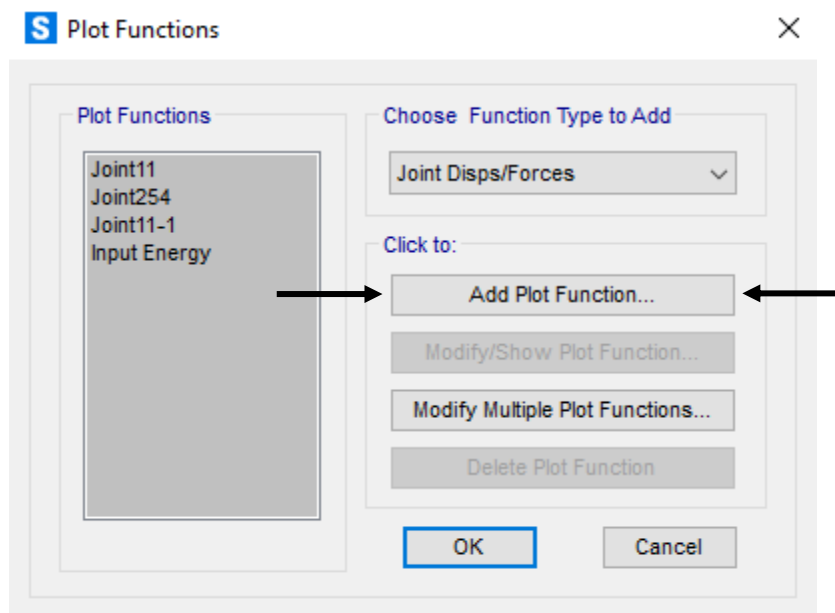 S Plot Functions
Plot Functions
Joint11
Joint254
Joint11-1
Input Energy
Choose Function Type to Add
Joint Disps/Forces
Click to:
Add Plot Function...
Modify/Show Plot Function...
Modify Multiple Plot Functions...
Delete Plot Function
OK
Cancel